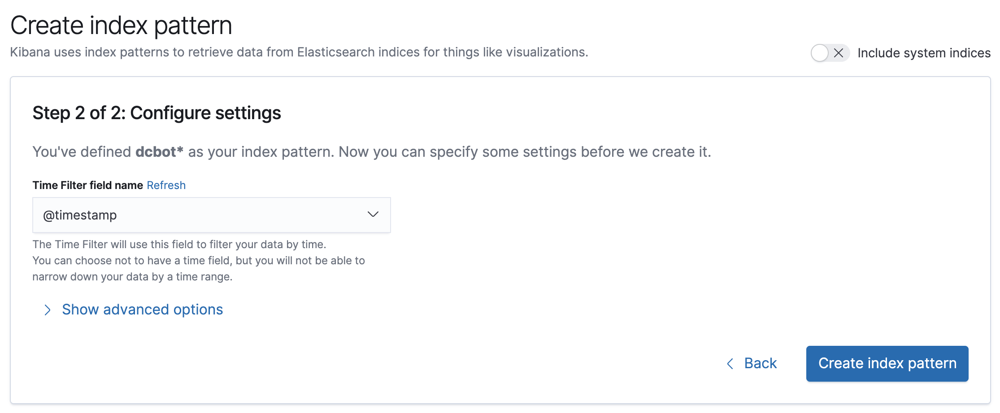 Create index pattern
Kibana uses index patterns to retrieve data from Elasticsearch indices for things like visualizations.
Include system indices
Step 2 of 2: Configure settings
You've defined dcbot* as your index pattern. Now you can specify some settings before we create it.
Time Filter field name Refresh
@timestamp
The Time Filter will use this field to filter your data by time.
You can choose not to have a time field, but you will not be able to
narrow down your data by a time range.
Show advanced options
Back
Create index pattern